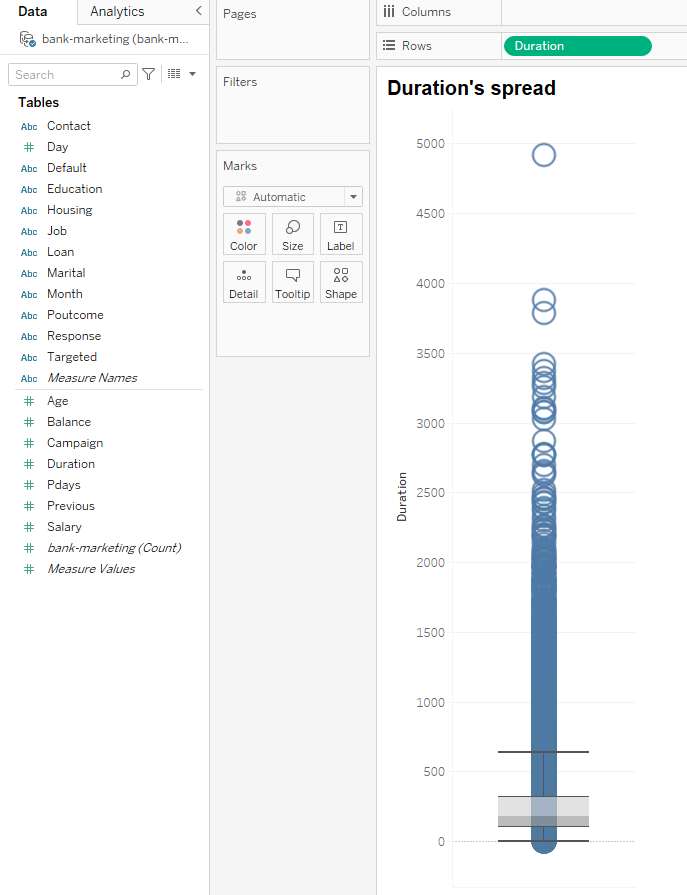 Data
Analytics
bank-marketing (bank-m...
Search
Tables
Abc Contact
# Day
Abc Default
Abc Education
Abc Housing
Abc Job
Abc Loan
Abc Marital
Abc Month
Abc Poutcome
Abc Response
Abc Targeted
Abc Measure Names
# Age
# Balance
# Campaign
# Duration
# Pdays
# Previous
# Salary
# bank-marketing (Count)
# Measure Values
Pages
Filters
Marks
Automatic
Color Size Label
Detail Tooltip Shape
Columns
Rows Duration
Duration's spread
5000
4500
4000
3500
3000
2500
2000
1500
1000
500
0
Duration